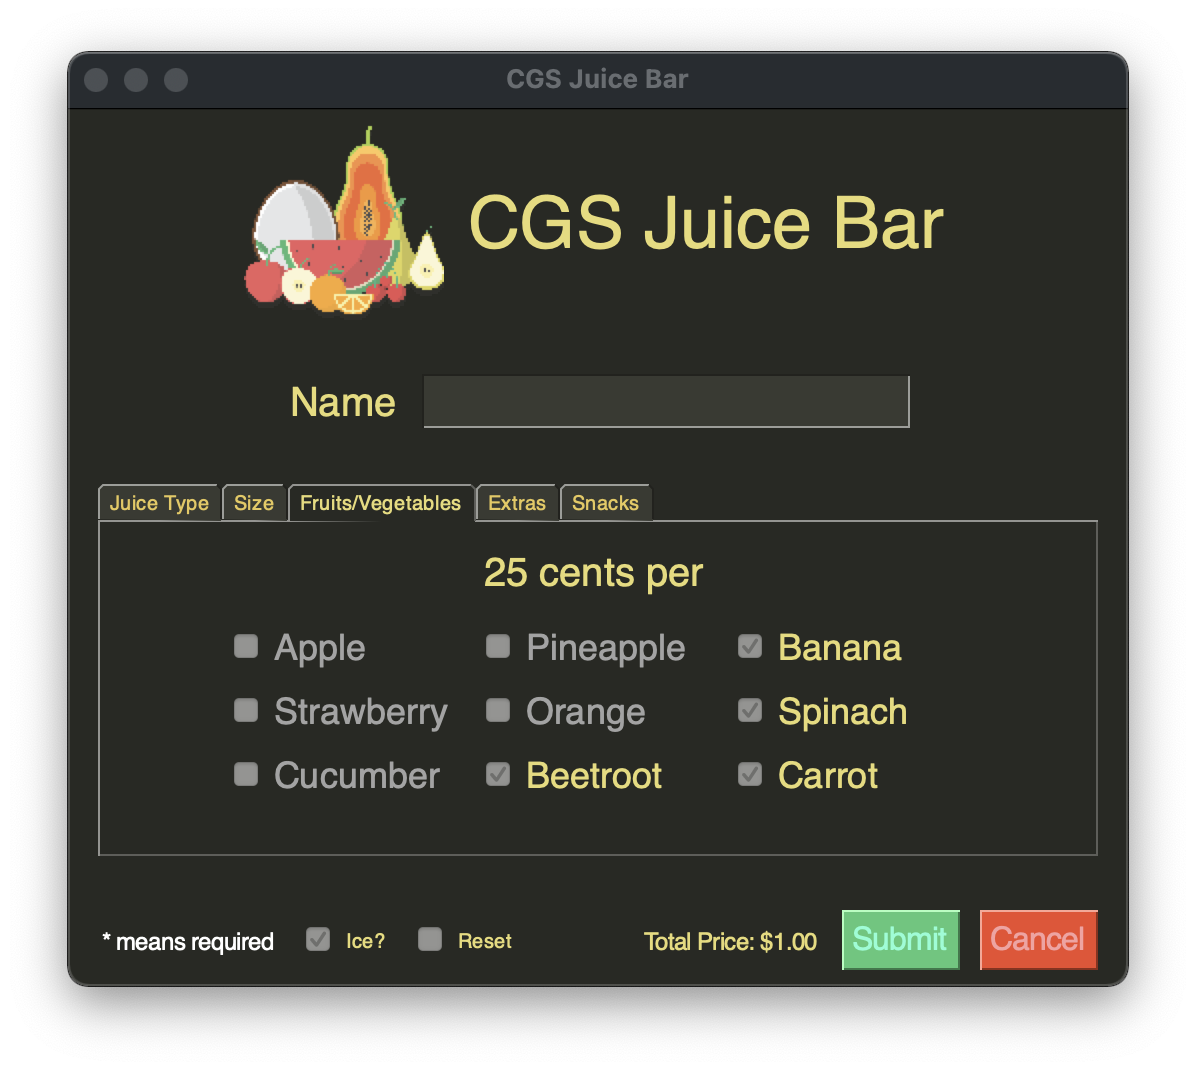 CGS Juice Bar
CGS Juice Bar
Name
Juice Type Size Fruits/Vegetables Extras Snacks
25 cents per
Apple Pineapple Banana
Strawberry Orange Spinach
Cucumber Beetroot Carrot
* means required Ice? Reset Total Price: $1.00 Submit Cancel